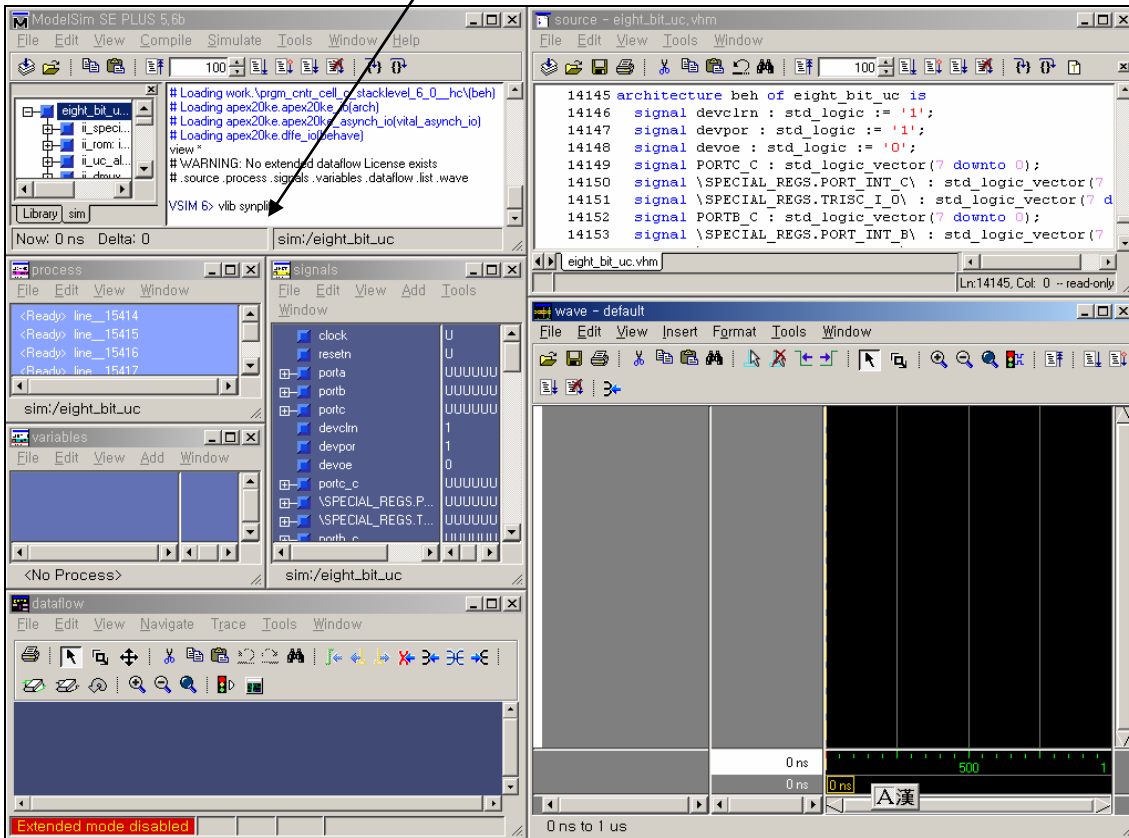 ModelSim SE PLUS 5.6b
File Edit View Compile Simulate Tools Window Help
100
eight_bit_u...
ii_speci...
ii_rom: i...
ii_uc_al...
ii_dmux
Library sim
# Loading work.\prgm_cntr_cell_c_stacklevel_6_0__hc\(beh)
# Loading apex20ke.apex20ke_io(arch)
# Loading apex20ke.apex20ke_asynch_io(vital_asynch_io)
# Loading apex20ke.dffe_io(behave)
view *
# WARNING: No extended dataflow License exists
# .source .process .signals .variables .dataflow .list .wave
VSIM 6> vlib synpli
Now: 0 ns Delta: 0
sim:/eight_bit_uc
source - eight_bit_uc.vhm
File Edit View Tools Window
100
14145 architecture beh of eight_bit_uc is
14146 signal devclrn : std_logic := '1';
14147 signal devpor : std_logic := '1';
14148 signal devoe : std_logic := '0';
14149 signal PORTC_C : std_logic_vector(7 downto 0);
14150 signal \SPECIAL_REGS.PORT_INT_C\ : std_logic_vector(7
14151 signal \SPECIAL_REGS.TRISC_I_0\ : std_logic_vector(7 d
14152 signal PORTB_C : std_logic_vector(7 downto 0);
14153 signal \SPECIAL_REGS.PORT_INT_B\ : std_logic_vector(7
eight_bit_uc.vhm
Ln:14145, Col: 0 -- read-only
process
File Edit View Window
<Ready> line__15414
<Ready> line__15415
<Ready> line__15416
<Ready> line__15417
sim:/eight_bit_uc
signals
File Edit View Add Tools
Window
clock U
resetn U
porta UUUUUU
portb UUUUUU
portc UUUUUU
devclrn 1
devpor 1
devoe 0
portc_c UUUUUU
\SPECIAL_REGS.P... UUUUUU
\SPECIAL_REGS.T... UUUUUU
portb_c UUUUUU
sim:/eight_bit_uc
variables
File Edit View Add Window
<No Process>
dataflow
File Edit View Navigate Trace Tools Window
Extended mode disabled
wave - default
File Edit View Insert Format Tools Window
0 ns
500 1
0 ns
0 ns
A漢
0 ns to 1 us